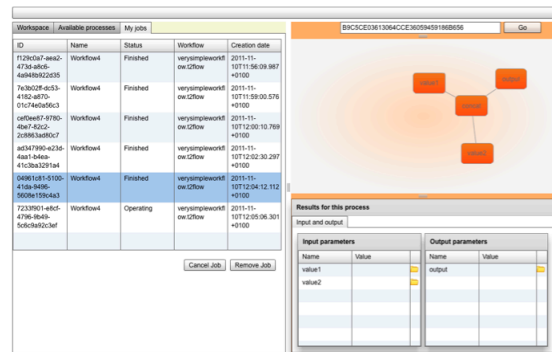 Workspace Available processes My jobs
ID Name Status Workflow Creation date
f129c0a7-aea2-473d-a8c6-4a948b922d35 Workflow4 Finished verysimpleworkflow.t2flow 2011-11-10T11:56:09.987+0100
7e3b02ff-dc53-4182-a870-01c74e0a56c3 Workflow4 Finished verysimpleworkflow.t2flow 2011-11-10T11:59:00.576+0100
cef0ee87-9780-4be7-82c2-2c8863ad80c7 Workflow4 Finished verysimpleworkflow.t2flow 2011-11-10T12:00:10.769+0100
ad347990-e23d-4aa1-b4ea-41c3ba3291a4 Workflow4 Finished verysimpleworkflow.t2flow 2011-11-10T12:02:30.297+0100
04961c81-5100-41da-9496-5608e159c4a3 Workflow4 Finished verysimpleworkflow.t2flow 2011-11-10T12:04:12.112+0100
7233f901-e8cf-4796-9b49-5c6c9a92c3ef Workflow4 Operating verysimpleworkflow.t2flow 2011-11-10T12:05:06.301+0100
Cancel Job Remove Job
B9C5CE03613064CCE36059459186B656 Go
value1
output
value2
Results for this process
Input and output
Input parameters
Name Value
value1
value2
Output parameters
Name Value
output